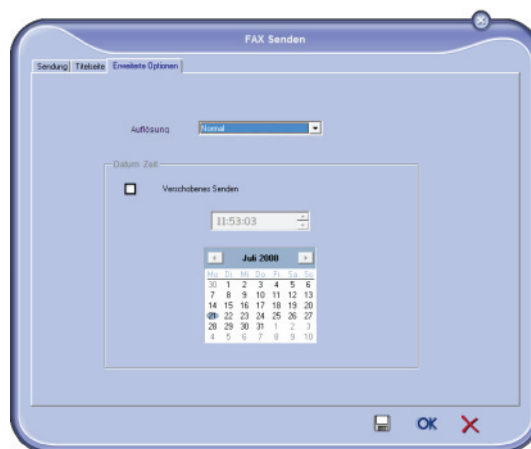 FAX Senden
Sendung Titelseite Erweiterte Optionen
Auflösung Normal
Datum Zeit
Verschobenes Senden
11:53:03
Juli 2008
Mo Di Mi Do Fr Sa So
30 1 2 3 4 5 6
7 8 9 10 11 12 13
14 15 16 17 18 19 20
21 22 23 24 25 26 27
28 29 30 31 1 2 3
4 5 6 7 8 9 10
OK